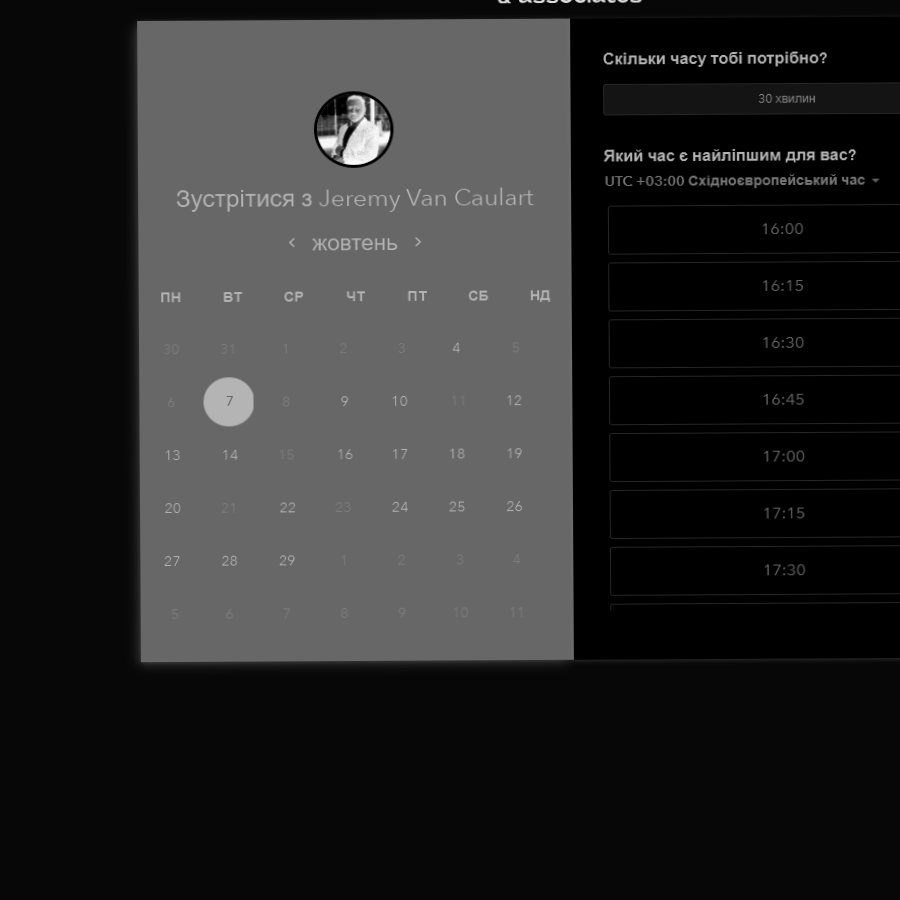 & associates
Зустрітися з Jeremy Van Caulart
жовтень
ПН ВТ СР ЧТ ПТ СБ НД
30 31 1 2 3 4 5
6 7 8 9 10 11 12
13 14 15 16 17 18 19
20 21 22 23 24 25 26
27 28 29 1 2 3 4
5 6 7 8 9 10 11
Скільки часу тобі потрібно?
30 хвилин
Який час є найліпшим для вас?
UTC +03:00 Східноєвропейський час
16:00
16:15
16:30
16:45
17:00
17:15
17:30